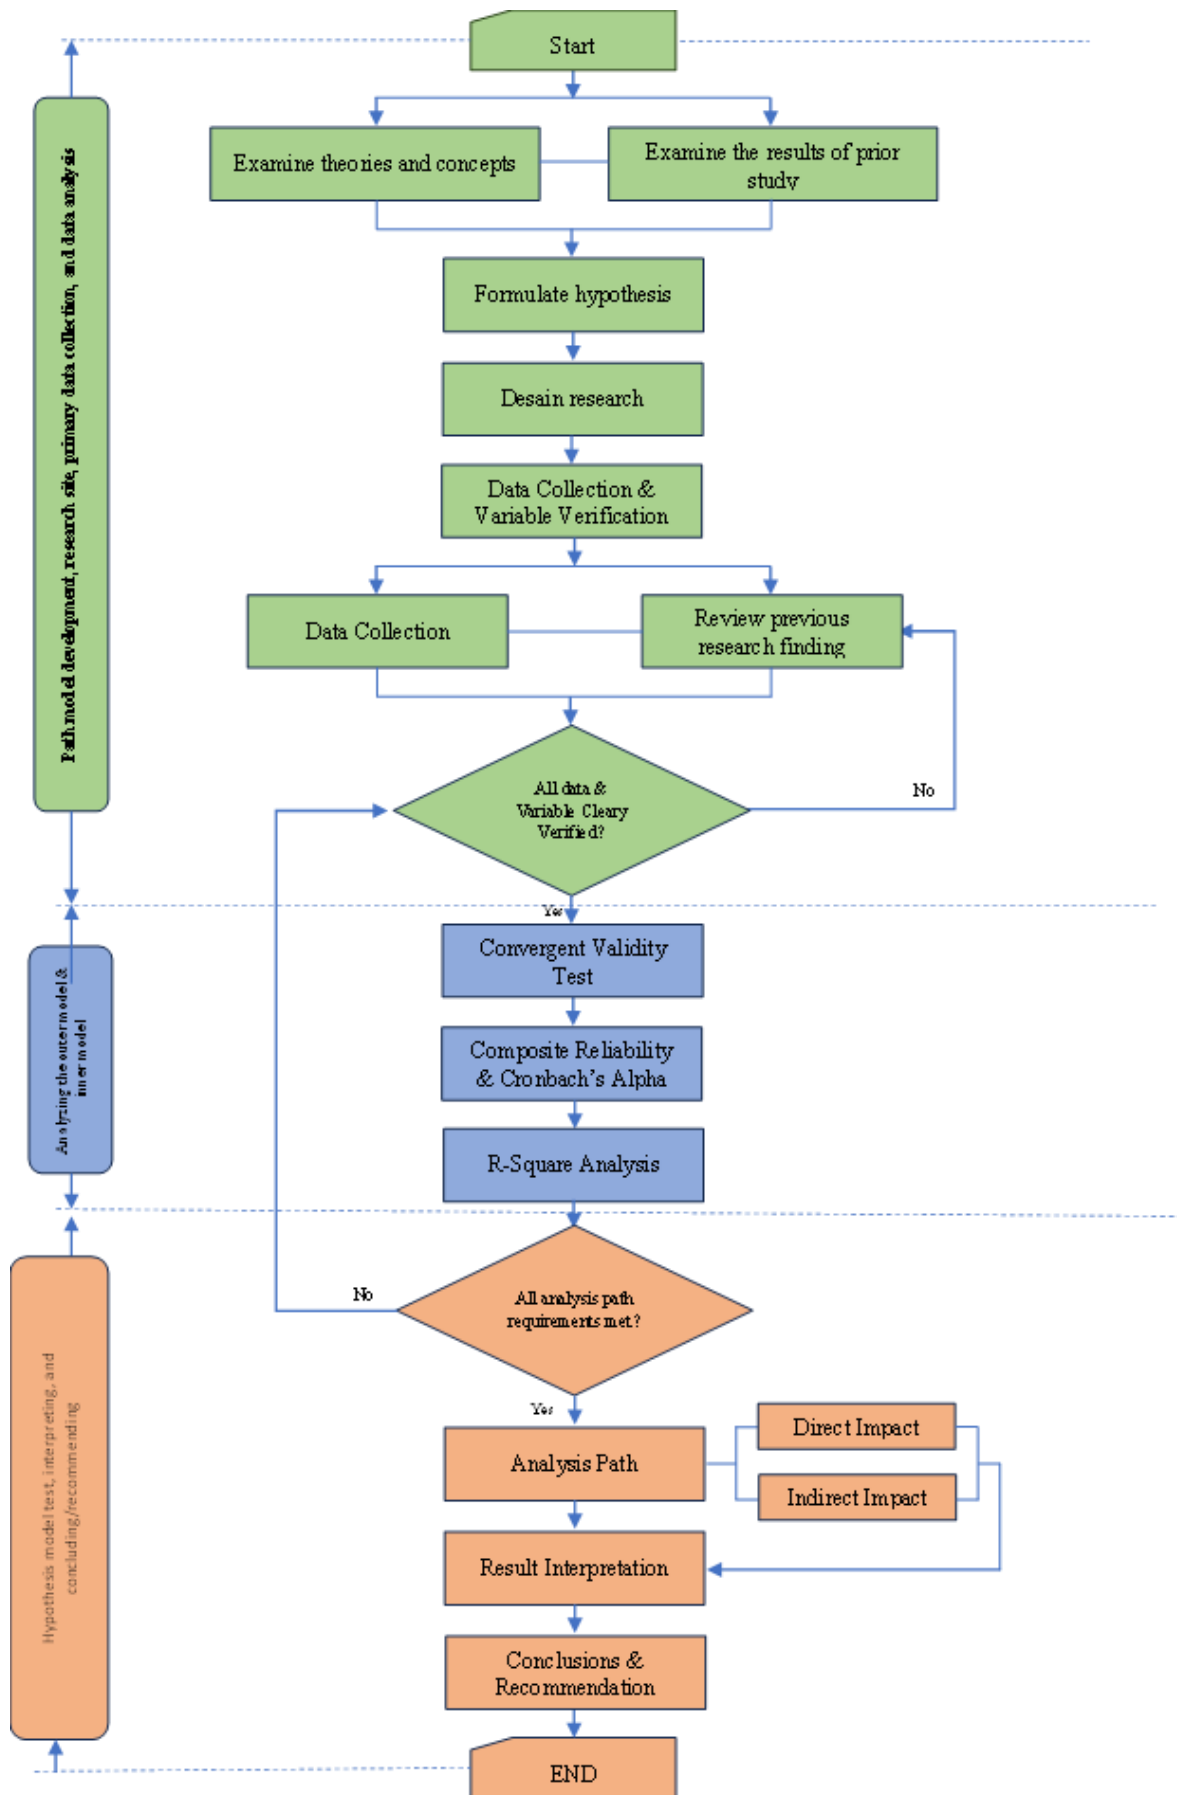 Start
Examine theories and concepts
Examine the results of prior
study
Formulate hypothesis
Desain research
Data Collection &
Variable Verification
Data Collection
Review previous
research finding
All data &
Variable Cleary
Verified?
No
Yes
Path model development, research site, primary data collection, and data analysis
Convergent Validity
Test
Composite Reliability
& Cronbach's Alpha
R-Square Analysis
Analyzing the outer model &
inner model
All analysis path
requirements met?
No
Yes
Analysis Path
Direct Impact
Indirect Impact
Result Interpretation
Conclusions &
Recommendation
END
Hypothesis model test, interpreting, and
concluding/recommending